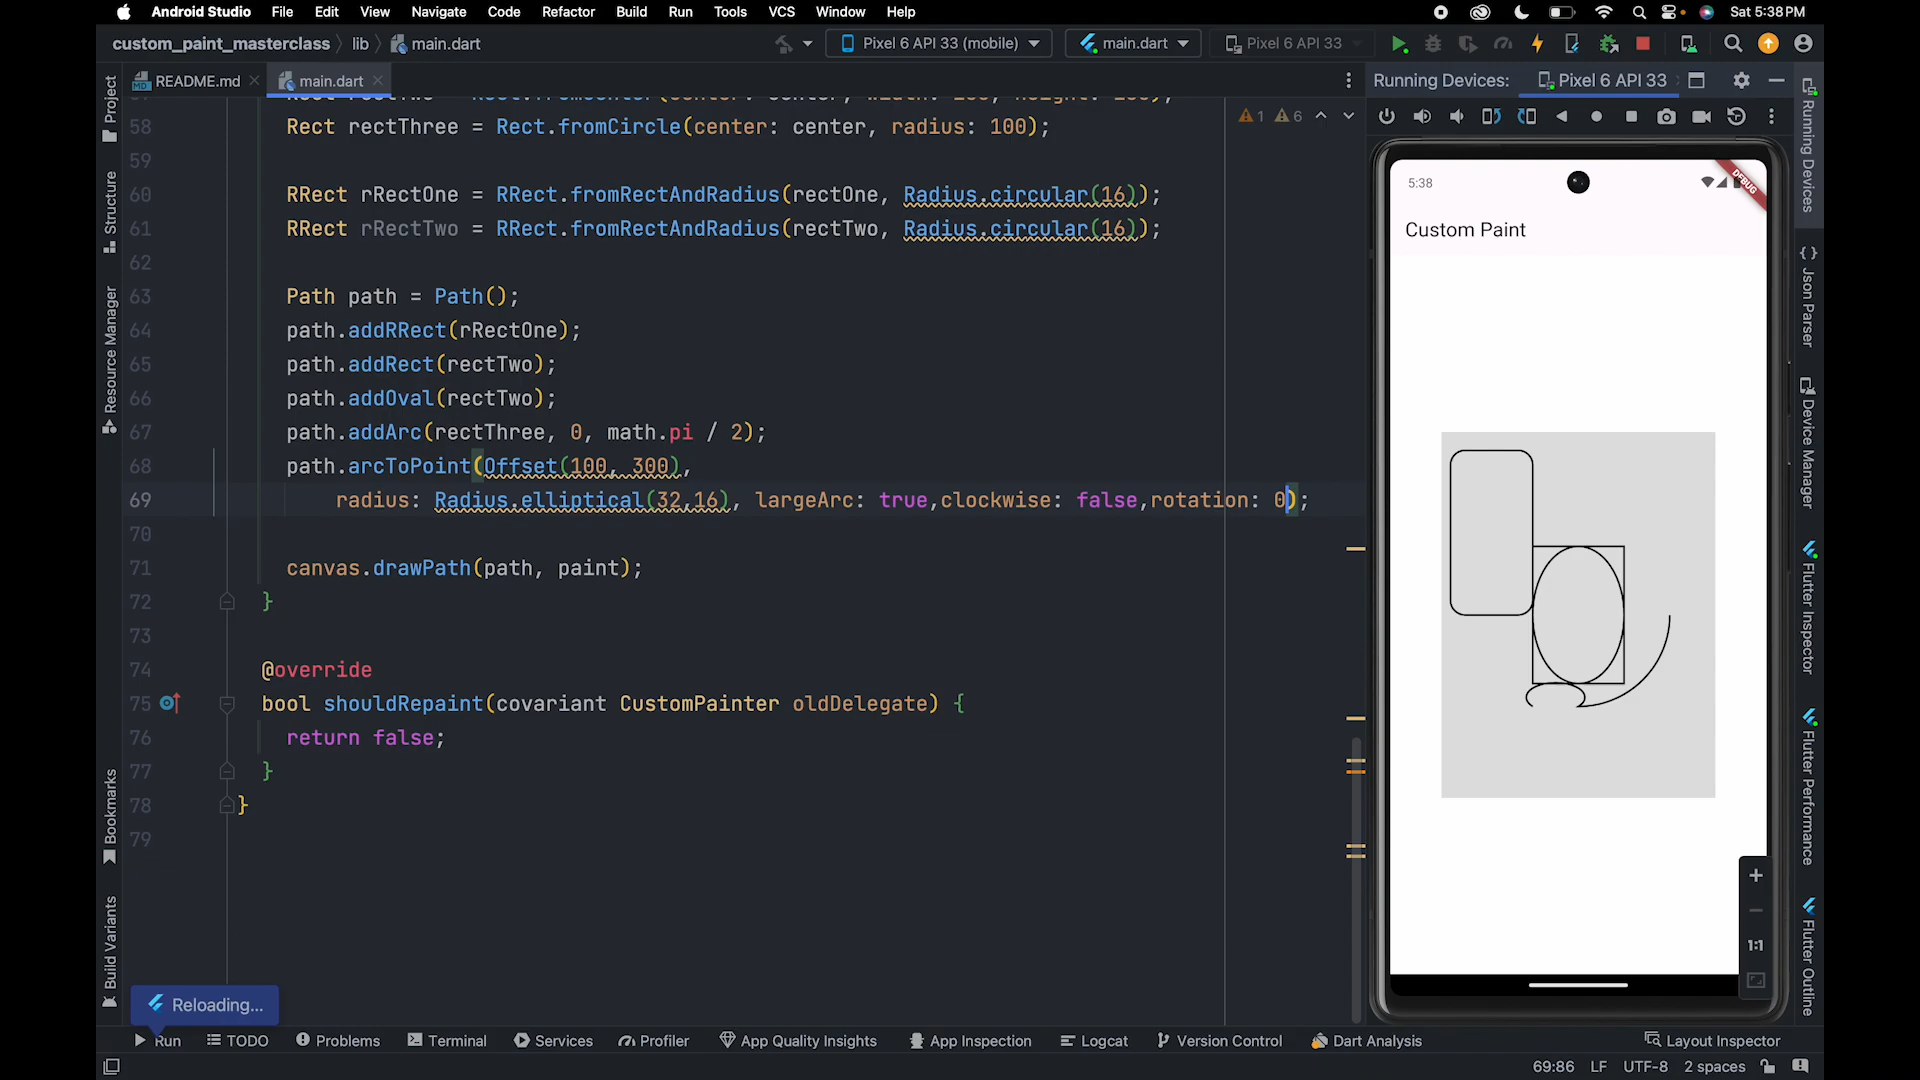 Android Studio File Edit View Navigate Code Refactor Build Run Tools VCS Window Help Sat 5:38 PM
custom_paint_masterclass lib main.dart Pixel 6 API 33 (mobile) main.dart Pixel 6 API 33
README.md main.dart
Running Devices: Pixel 6 API 33
1 6
58 Rect rectThree = Rect.fromCircle(center: center, radius: 100);
59
60 RRect rRectOne = RRect.fromRectAndRadius(rectOne, Radius.circular(16));
61 RRect rRectTwo = RRect.fromRectAndRadius(rectTwo, Radius.circular(16));
62
63 Path path = Path();
64 path.addRRect(rRectOne);
65 path.addRect(rectTwo);
66 path.addOval(rectTwo);
67 path.addArc(rectThree, 0, math.pi / 2);
68 path.arcToPoint(Offset(100, 300),
69 radius: Radius.elliptical(32,16), largeArc: true,clockwise: false,rotation: 0);
70
71 canvas.drawPath(path, paint);
72 }
73
74 @override
75 bool shouldRepaint(covariant CustomPainter oldDelegate) {
76 return false;
77 }
78 }
79
Project
Structure
Resource Manager
Bookmarks
Build Variants
5:38
DEBUG
Custom Paint
1:1
Running Devices
Json Parser
Device Manager
Flutter Inspector
Flutter Performance
Flutter Outline
Reloading...
Run TODO Problems Terminal Services Profiler App Quality Insights App Inspection Logcat Version Control Dart Analysis Layout Inspector
69:86 LF UTF-8 2 spaces